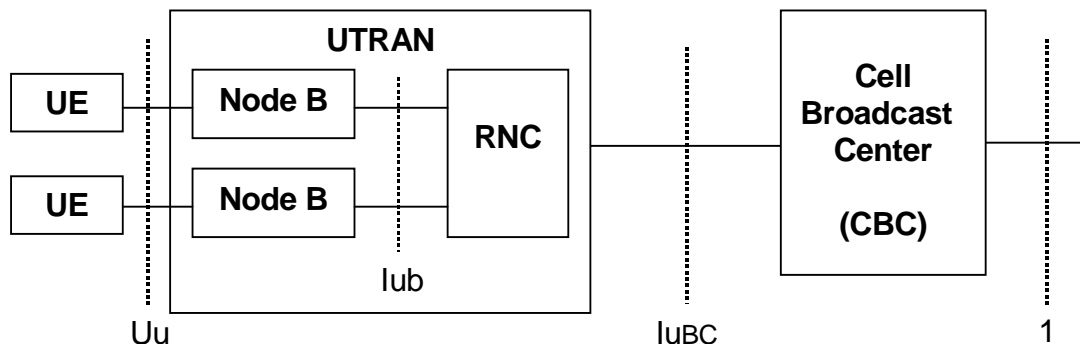 UTRAN
UE
Node B
RNC
UE
Node B
Iub
Cell
Broadcast
Center
(CBC)
Uu
IuBC
1